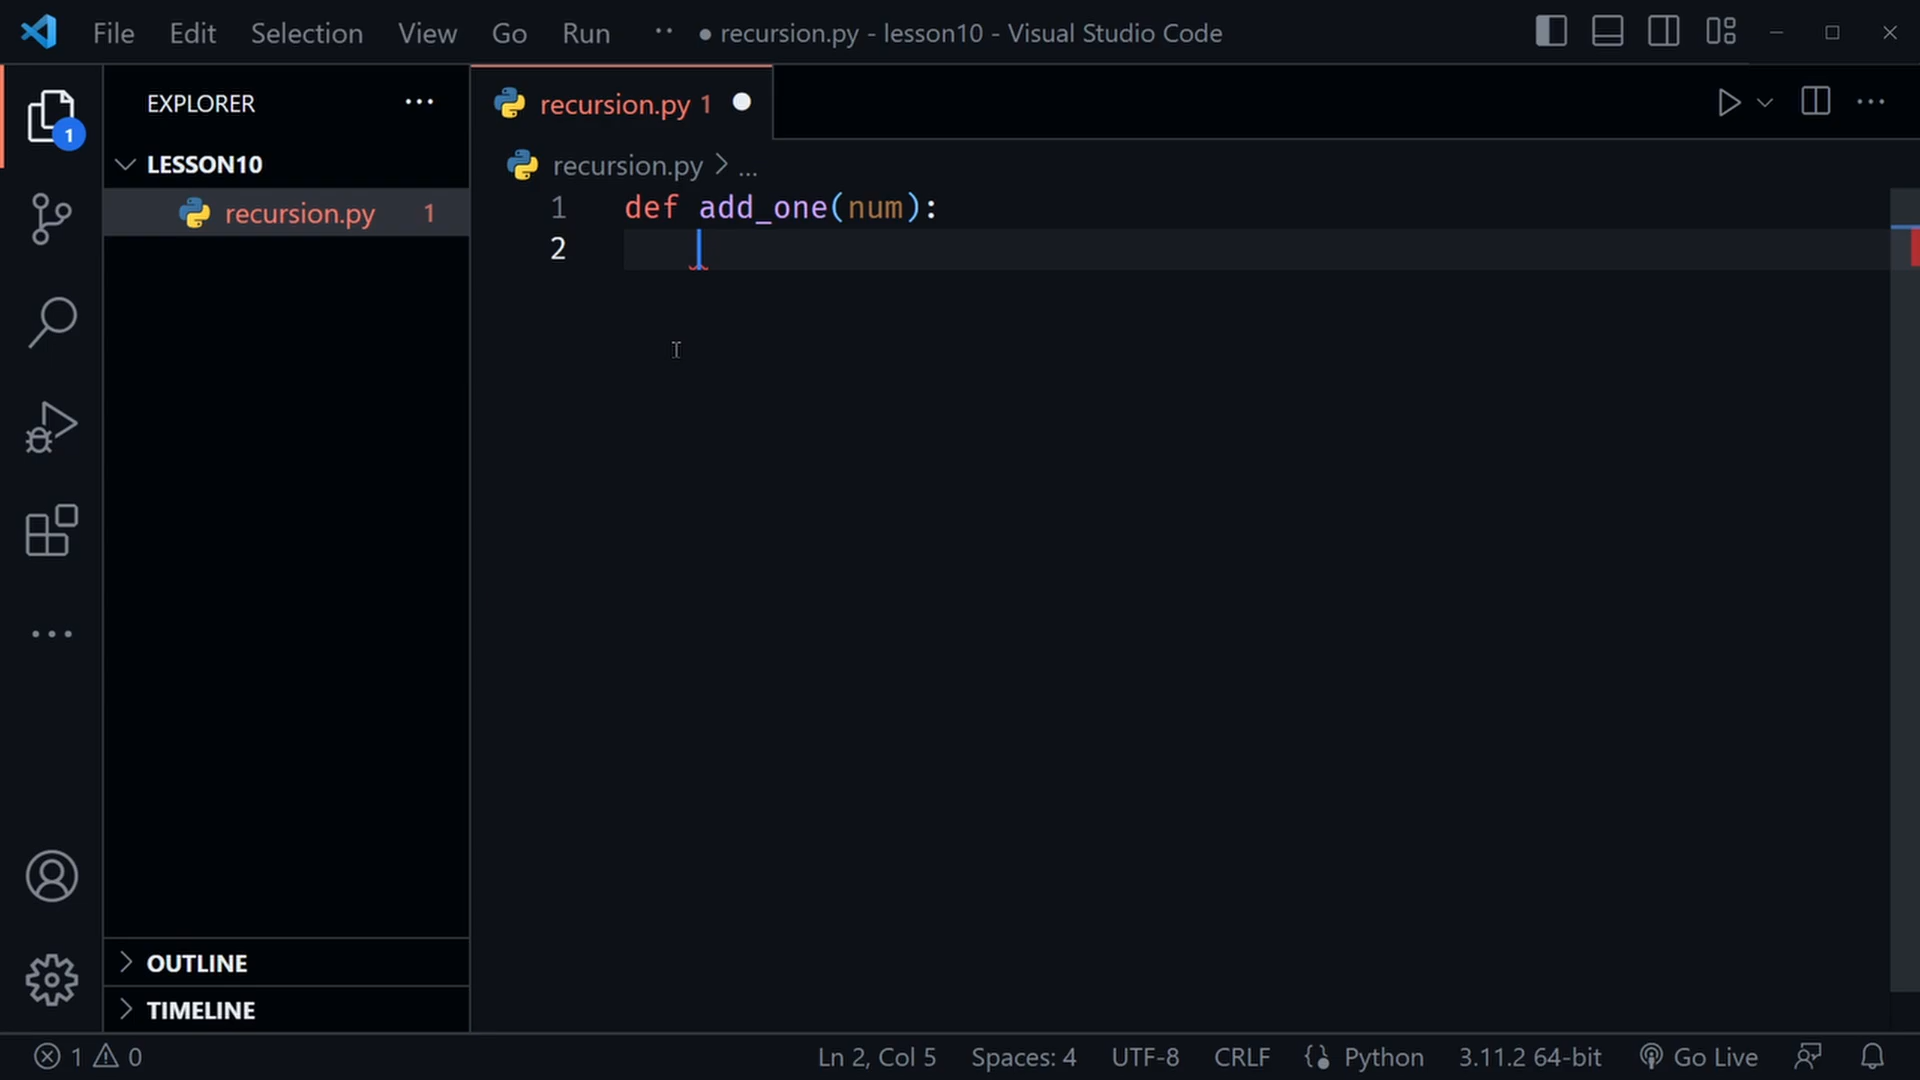 File Edit Selection View Go Run ·· ● recursion.py - lesson10 - Visual Studio Code
EXPLORER ···
recursion.py 1 ●
1
LESSON10
recursion.py 1
recursion.py > ...
1 def add_one(num):
2
OUTLINE
TIMELINE
1 0 Ln 2, Col 5 Spaces: 4 UTF-8 CRLF Python 3.11.2 64-bit Go Live